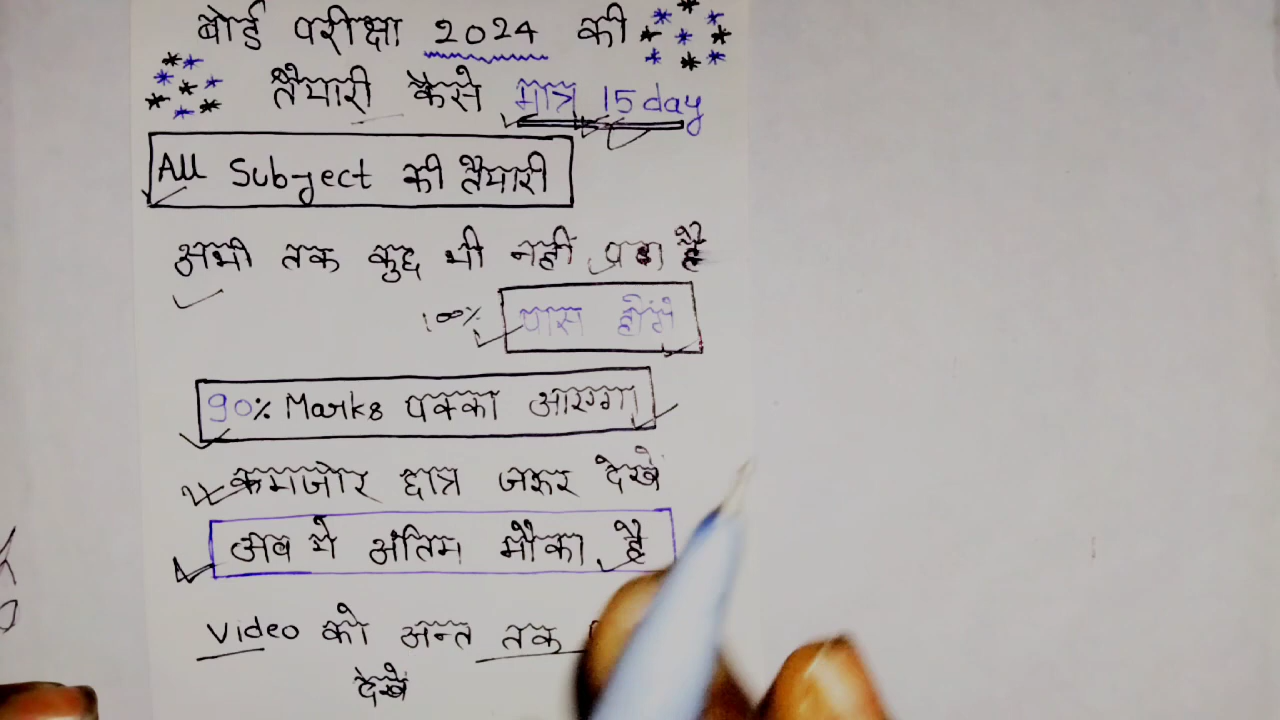 बोर्ड परीक्षा 2024 की
तैयारी कैसे मात्र 15 day
All Subject की तैयारी
अभी तक कुछ भी नही है
100% पास होंगे
90% Marks पक्का आएगा
कमजोर छात्र जरूर देखे
अब ये अंतिम मौका है
Video को अन्त तक
देखे